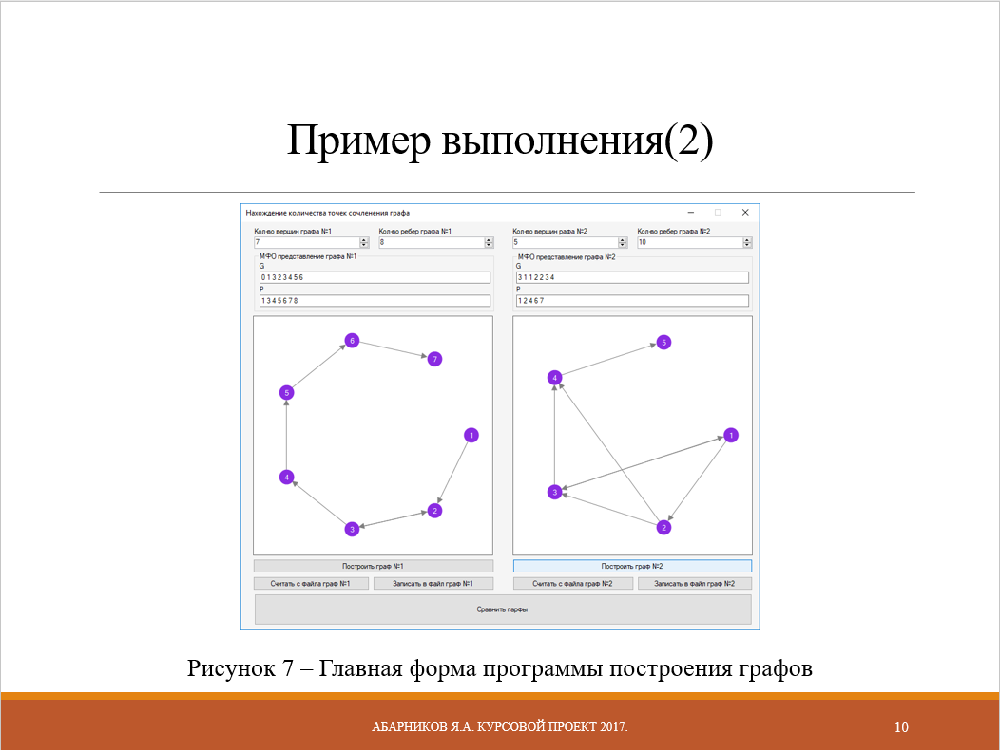 Пример выполнения(2)
Нахождение количества точек сочленения графа
Кол-во вершин графа №1 Кол-во ребер графа №1 Кол-во вершин рафа №2 Кол-во ребер графа №2
7 8 5 10
МФО представление графа №1 МФО представление графа №2
G G
0 1 3 2 3 4 5 6 3 1 1 2 2 3 4
P P
1 3 4 5 6 7 8 1 2 4 6 7
6 5
7
4
5
1 1
4
3
2
3 2
Построить граф №1 Построить граф №2
Считать с файла граф №1 Записать в файл граф №1 Считать с файла граф №2 Записать в файл граф №2
Сравнить гарфы
Рисунок 7 – Главная форма программы построения графов
АБАРНИКОВ Я.А. КУРСОВОЙ ПРОЕКТ 2017. 10